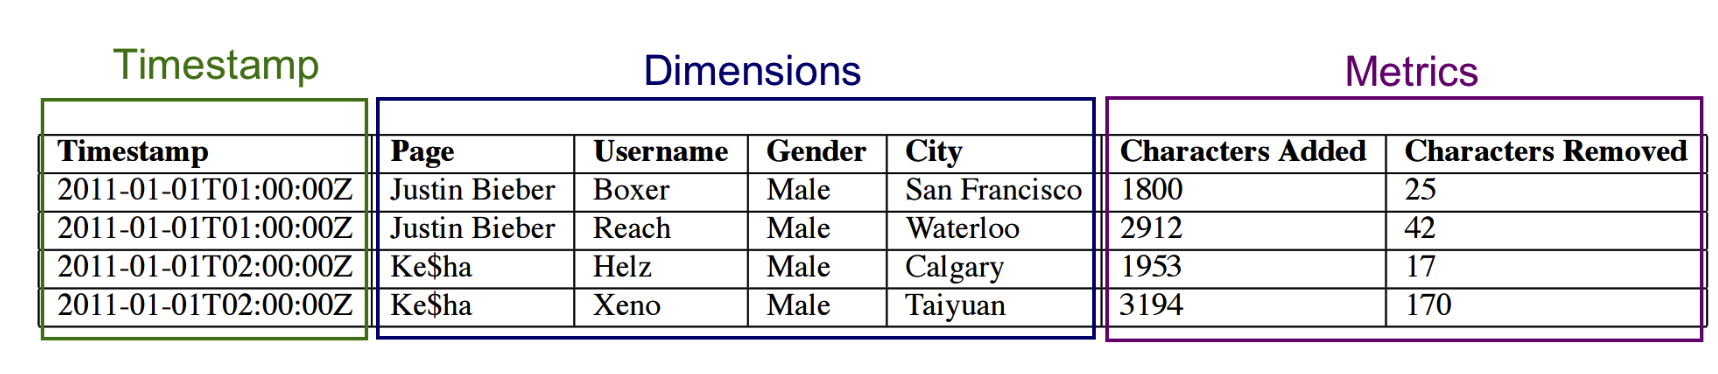 Timestamp Dimensions Metrics
Timestamp Page Username Gender City Characters Added Characters Removed
2011-01-01T01:00:00Z Justin Bieber Boxer Male San Francisco 1800 25
2011-01-01T01:00:00Z Justin Bieber Reach Male Waterloo 2912 42
2011-01-01T02:00:00Z Ke$ha Helz Male Calgary 1953 17
2011-01-01T02:00:00Z Ke$ha Xeno Male Taiyuan 3194 170